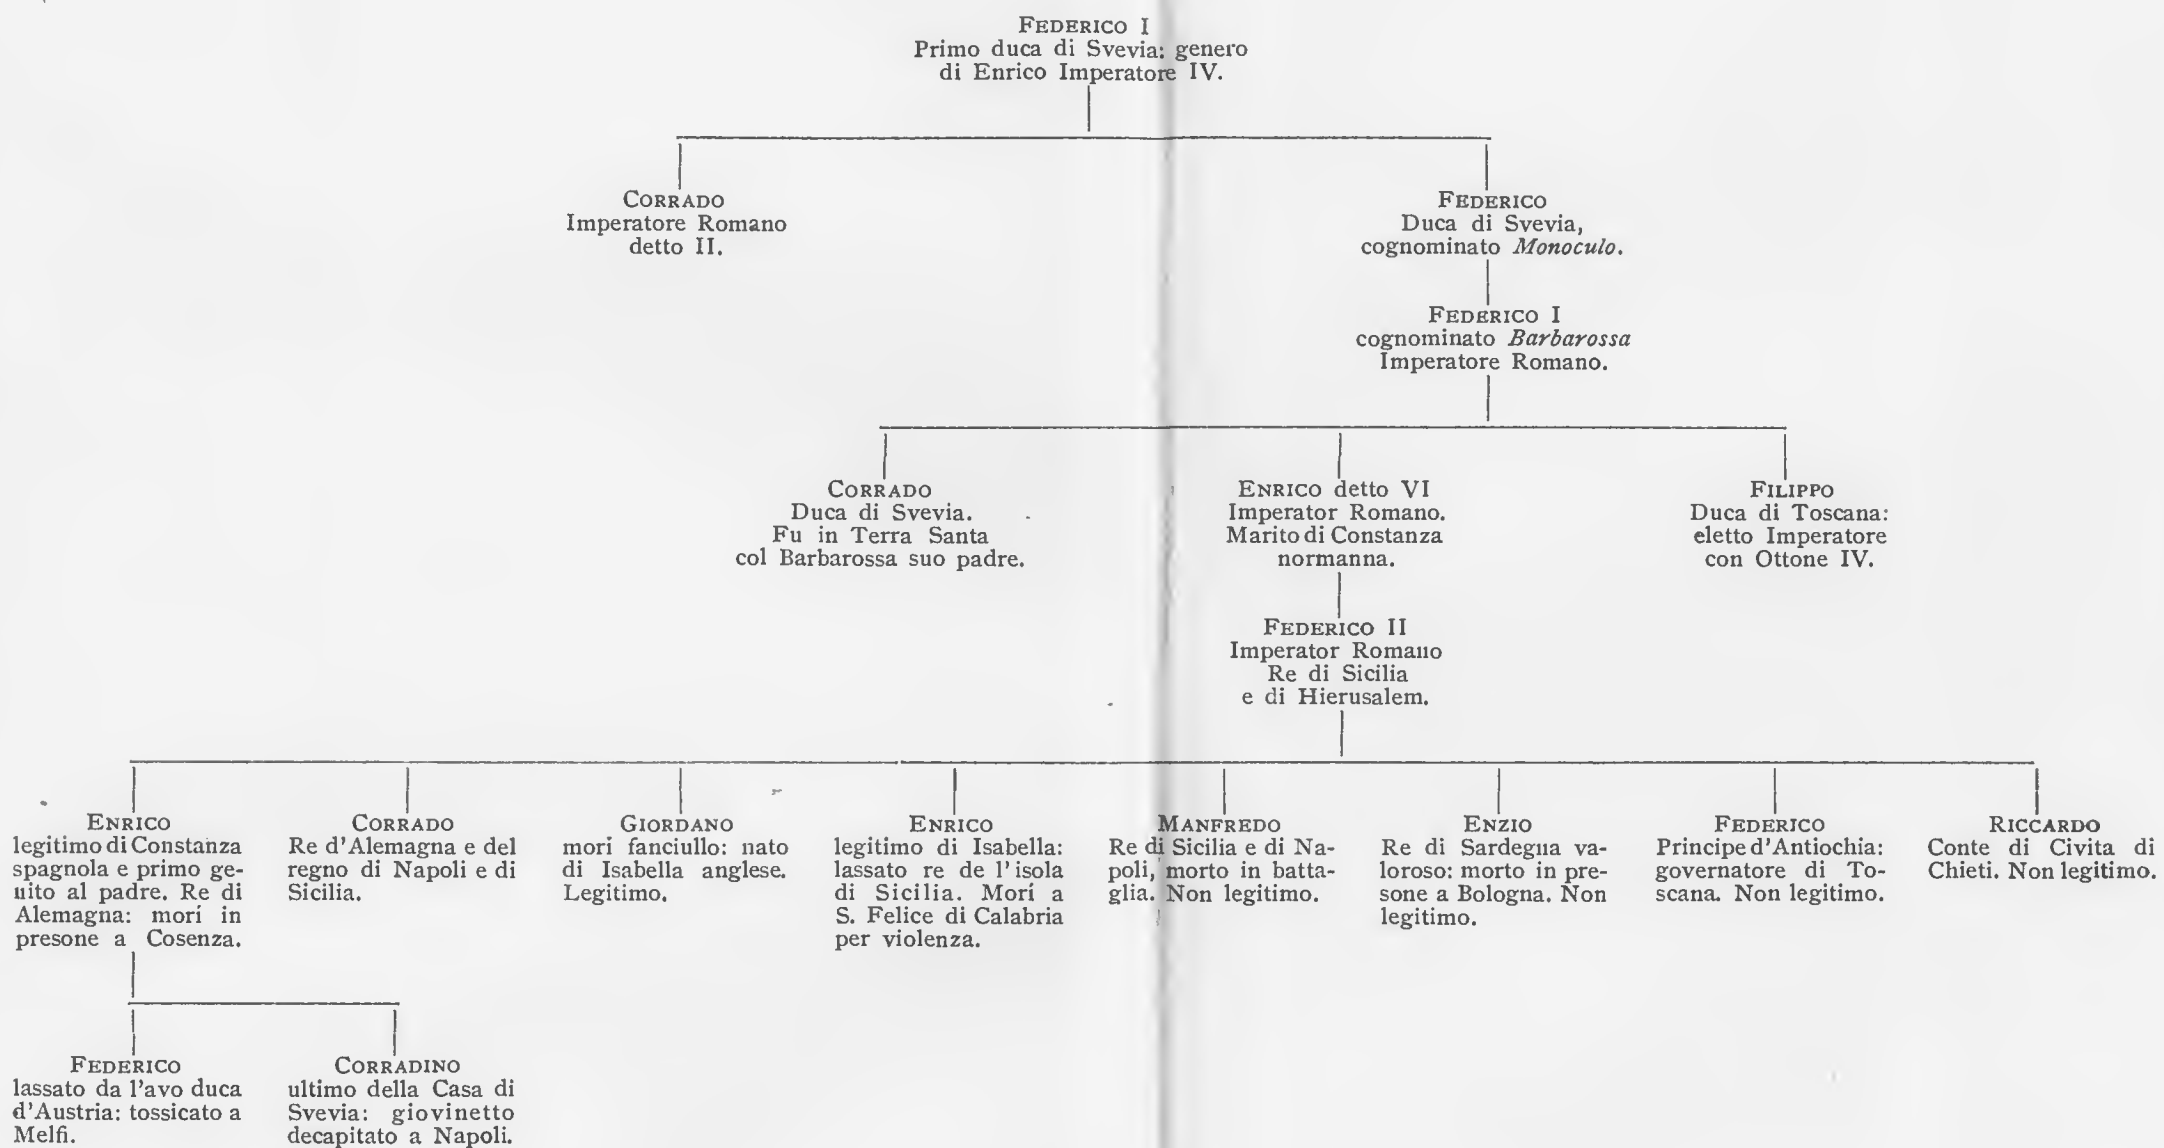 FEDERICO I
Primo duca di Svevia: genero
di Enrico Imperatore IV.
CORRADO
Imperatore Romano
detto II.
FEDERICO
Duca di Svevia,
cognominato Monoculo.
FEDERICO I
cognominato Barbarossa
Imperatore Romano.
CORRADO
Duca di Svevia.
Fu in Terra Santa
col Barbarossa suo padre.
ENRICO detto VI
Imperator Romano.
Marito di Constanza
normanna.
FILIPPO
Duca di Toscana:
eletto Imperatore
con Ottone IV.
FEDERICO II
Imperator Romano
Re di Sicilia
e di Hierusalem.
ENRICO
legitimo di Constanza
spagnola e primo ge-
nito al padre. Re di
Alemagna: morí in
presone a Cosenza.
CORRADO
Re d'Alemagna e del
regno di Napoli e di
Sicilia.
GIORDANO
morí fanciullo: nato
di Isabella anglese.
Legitimo.
ENRICO
legitimo di Isabella:
lassato re de l'isola
di Sicilia. Morí a
S. Felice di Calabria
per violenza.
MANFREDO
Re di Sicilia e di Na-
poli, morto in batta-
glia. Non legitimo.
ENZIO
Re di Sardegna va-
loroso: morto in pre-
sone a Bologna. Non
legitimo.
FEDERICO
Principe d'Antiochia:
governatore di To-
scana. Non legitimo.
RICCARDO
Conte di Civita di
Chieti. Non legitimo.
FEDERICO
lassato da l'avo duca
d'Austria: tossicato a
Melfi.
CORRADINO
ultimo della Casa di
Svevia: giovinetto
decapitato a Napoli.